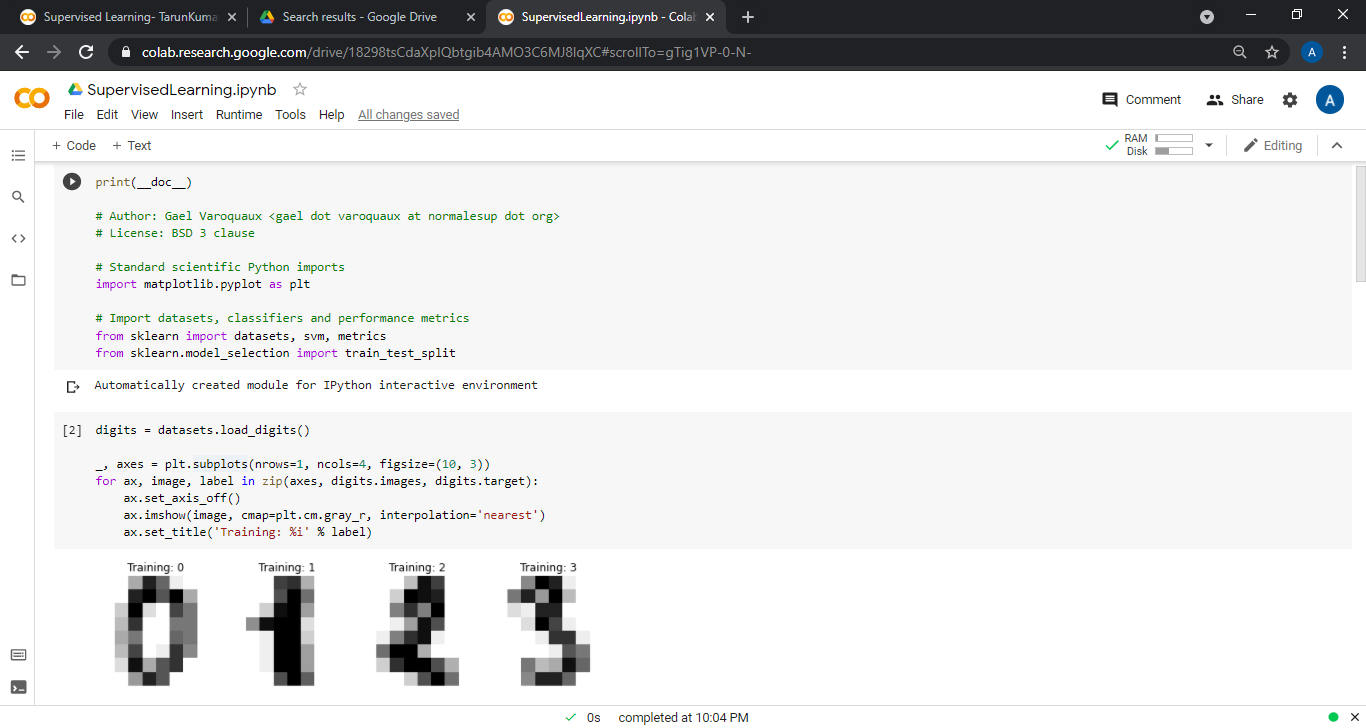 Supervised Learning- TarunKuma
Search results - Google Drive
SupervisedLearning.ipynb - Colab
colab.research.google.com/drive/18298tsCdaXpIQbtgib4AMO3C6MJ8lqXC#scrollTo=gTig1VP-0-N-
A
SupervisedLearning.ipynb
File Edit View Insert Runtime Tools Help All changes saved
Comment
Share
A
+ Code + Text
RAM
Disk
Editing
print(__doc__)
# Author: Gael Varoquaux <gael dot varoquaux at normalesup dot org>
# License: BSD 3 clause
# Standard scientific Python imports
import matplotlib.pyplot as plt
# Import datasets, classifiers and performance metrics
from sklearn import datasets, svm, metrics
from sklearn.model_selection import train_test_split
Automatically created module for IPython interactive environment
[2] digits = datasets.load_digits()
_, axes = plt.subplots(nrows=1, ncols=4, figsize=(10, 3))
for ax, image, label in zip(axes, digits.images, digits.target):
    ax.set_axis_off()
    ax.imshow(image, cmap=plt.cm.gray_r, interpolation='nearest')
    ax.set_title('Training: %i' % label)
Training: 0 Training: 1 Training: 2 Training: 3
0s completed at 10:04 PM